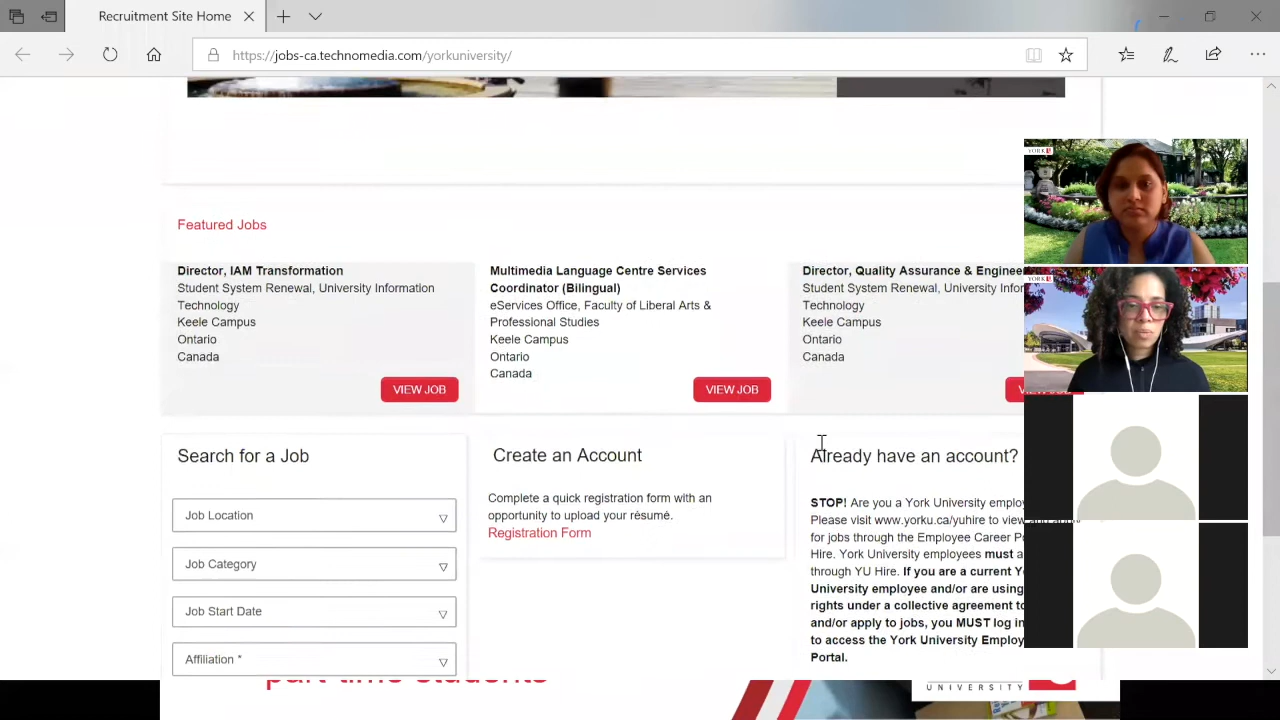 Recruitment Site Home
https://jobs-ca.technomedia.com/yorkuniversity/
Featured Jobs
Director, IAM Transformation
Student System Renewal, University Information
Technology
Keele Campus
Ontario
Canada
VIEW JOB
Multimedia Language Centre Services
Coordinator (Bilingual)
eServices Office, Faculty of Liberal Arts &
Professional Studies
Keele Campus
Ontario
Canada
VIEW JOB
Director, Quality Assurance &
Student System Renewal, University
Technology
Keele Campus
Ontario
Canada
Search for a Job
Job Location
Job Category
Job Start Date
Affiliation *
Create an Account
Complete a quick registration form with an
opportunity to upload your résumé.
Registration Form
Already have an account?
STOP! Are you a York University
Please visit www.yorku.ca/yuhire to
for jobs through the Employee Career
Hire. York University employees must
through YU Hire. If you are a current
University employee and/or are using
rights under a collective agreement to
and/or apply to jobs, you MUST log in
to access the York University
Portal.
YORK U
YORK U
part-time students
UNIVERSITY